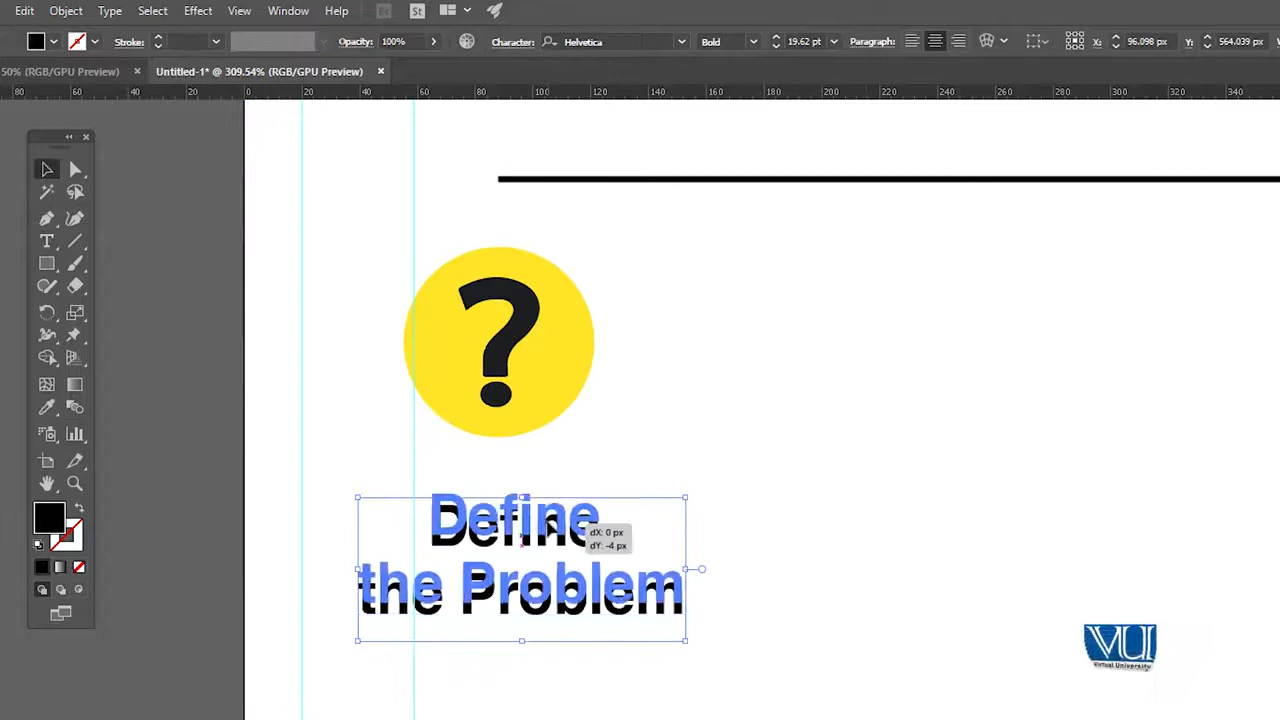 Edit Object Type Select Effect View Window Help Br St
Stroke: Opacity: 100% Character: Helvetica Bold 19.62 pt Paragraph: X: 96.098 px Y: 564.039 px
50% (RGB/GPU Preview) × Untitled-1* @ 309.54% (RGB/GPU Preview) ×
80 60 40 20 0 20 40 60 80 100 120 140 160 180 200 220 240 260 280 300 320 340
?
Define
the Problem
dX: 0 px
dY: -4 px
VU
Virtual University